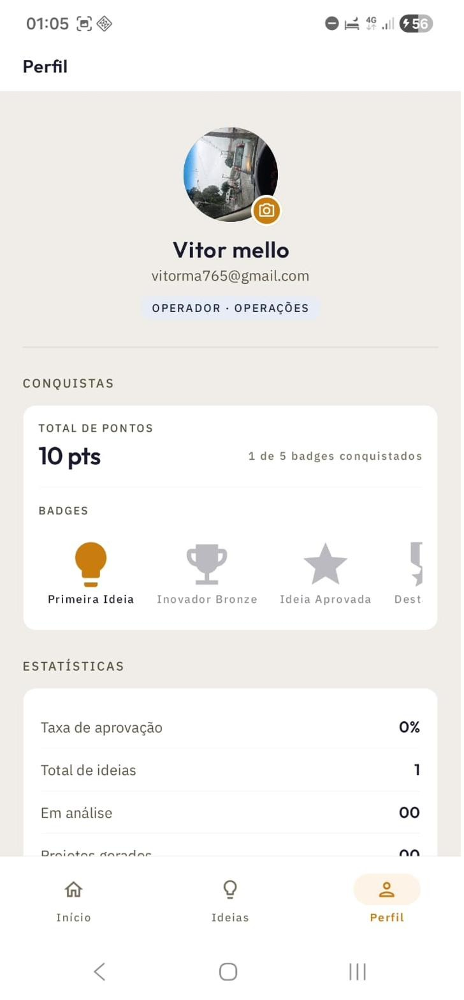 01:05
4G
56
Perfil
Vitor mello
vitorma765@gmail.com
OPERADOR · OPERAÇÕES
CONQUISTAS
TOTAL DE PONTOS
10 pts
1 de 5 badges conquistados
BADGES
Primeira Ideia
Inovador Bronze
Ideia Aprovada
Dest
ESTATÍSTICAS
Taxa de aprovação 0%
Total de ideias 1
Em análise 00
Projetos gerados 00
Início
Ideias
Perfil